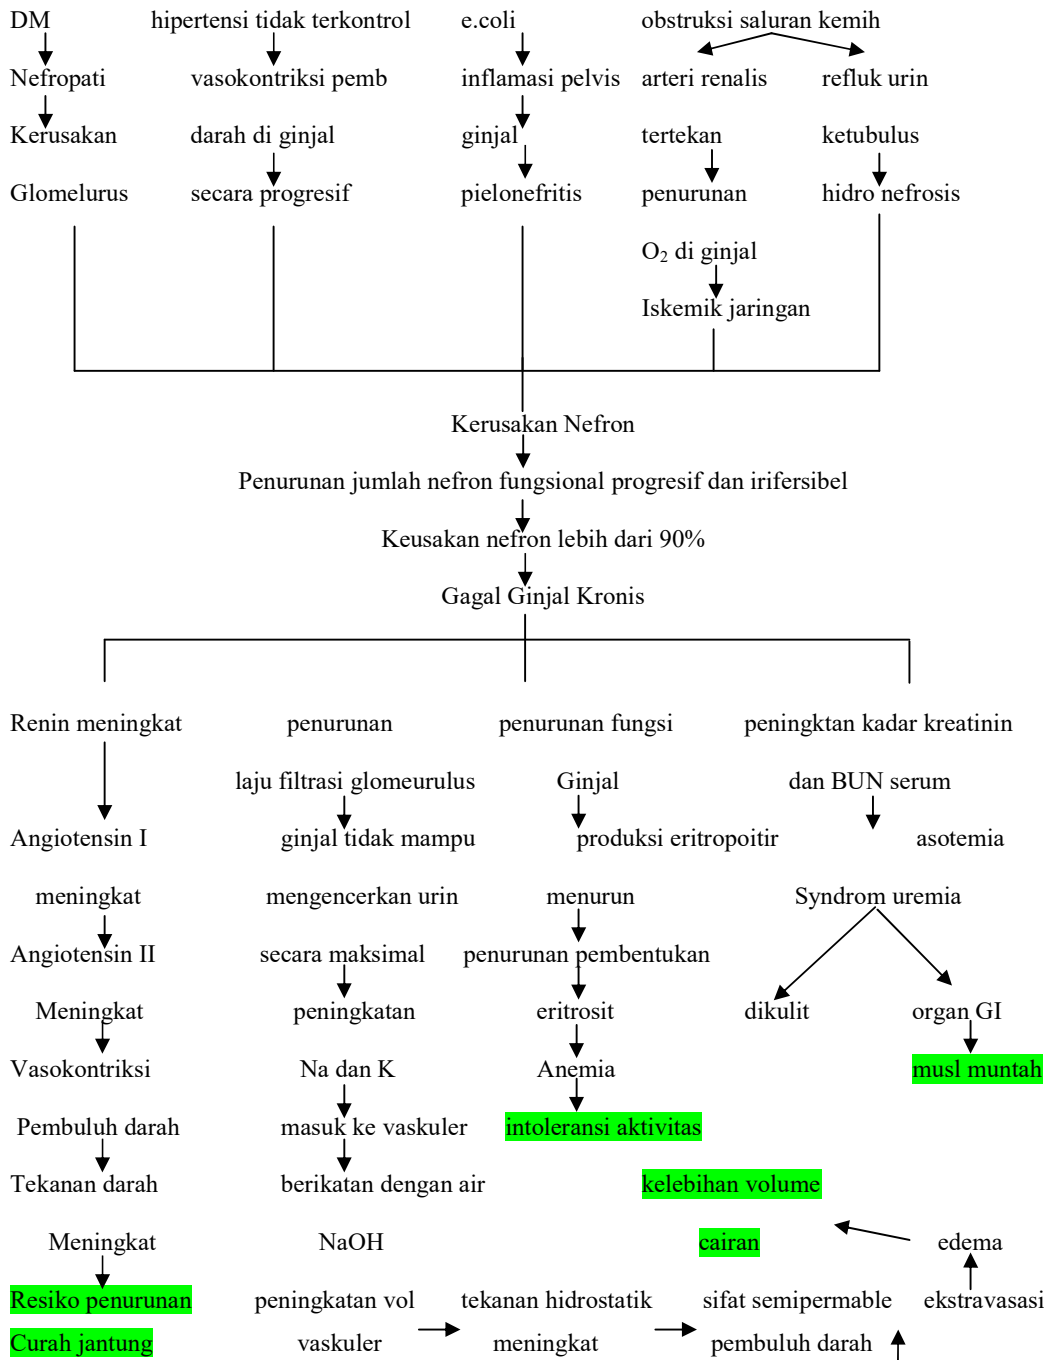 DM hipertensi tidak terkontrol e.coli obstruksi saluran kemih
Nefropati vasokontriksi pemb inflamasi pelvis arteri renalis refluk urin
Kerusakan darah di ginjal ginjal tertekan ketubulus
Glomelurus secara progresif pielonefritis penurunan hidro nefrosis
O₂ di ginjal
Iskemik jaringan
Kerusakan Nefron
Penurunan jumlah nefron fungsional progresif dan irifersibel
Keusakan nefron lebih dari 90%
Gagal Ginjal Kronis
Renin meningkat penurunan penurunan fungsi peningktan kadar kreatinin
laju filtrasi glomeurulus Ginjal dan BUN serum
Angiotensin I ginjal tidak mampu produksi eritropoitir asotemia
meningkat mengencerkan urin menurun Syndrom uremia
Angiotensin II secara maksimal penurunan pembentukan
Meningkat peningkatan eritrosit dikulit organ GI
Vasokontriksi Na dan K Anemia musl muntah
Pembuluh darah masuk ke vaskuler intoleransi aktivitas
Tekanan darah berikatan dengan air kelebihan volume
Meningkat NaOH cairan edema
Resiko penurunan peningkatan vol tekanan hidrostatik sifat semipermable ekstravasasi
Curah jantung vaskuler meningkat pembuluh darah